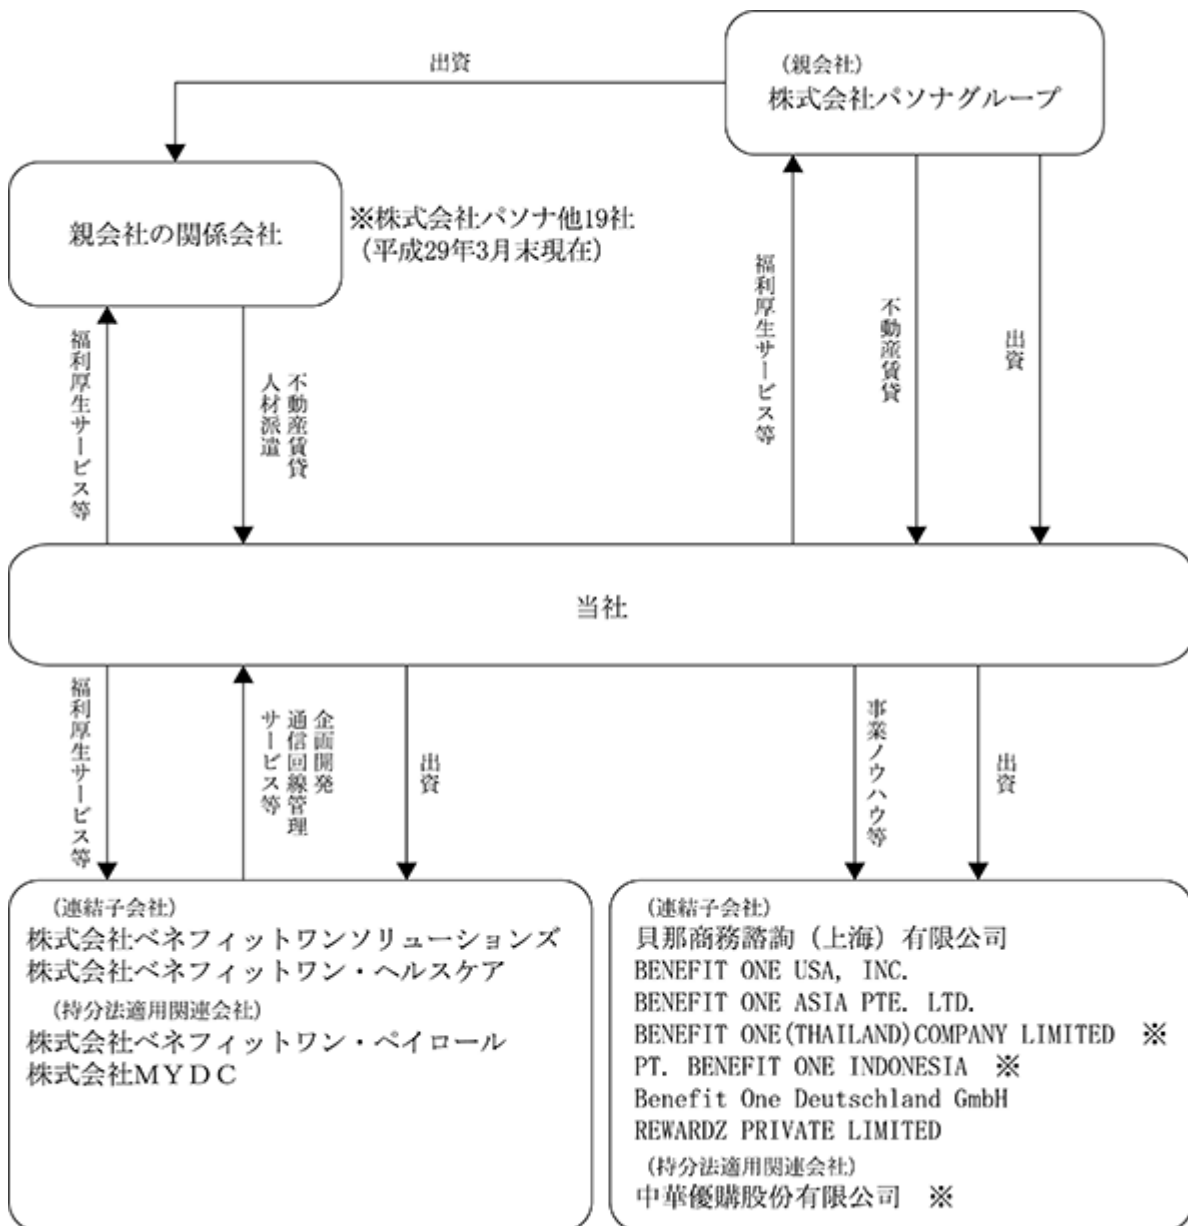 出資
（親会社）
株式会社パソナグループ
親会社の関係会社
※株式会社パソナ他19社
（平成29年3月末現在）
福利厚生サービス等
不動産賃貸
人材派遣
福利厚生サービス等
不動産賃貸
出資
当社
福利厚生サービス等
企画開発
通信回線管理
サービス等
出資
事業ノウハウ等
出資
（連結子会社）
株式会社ベネフィットワンソリューションズ
株式会社ベネフィットワン・ヘルスケア
（持分法適用関連会社）
株式会社ベネフィットワン・ペイロール
株式会社ＭＹＤＣ
（連結子会社）
貝那商務諮詢（上海）有限公司
BENEFIT ONE USA, INC.
BENEFIT ONE ASIA PTE. LTD.
BENEFIT ONE(THAILAND)COMPANY LIMITED ※
PT. BENEFIT ONE INDONESIA ※
Benefit One Deutschland GmbH
REWARDZ PRIVATE LIMITED
（持分法適用関連会社）
中華優購股份有限公司 ※